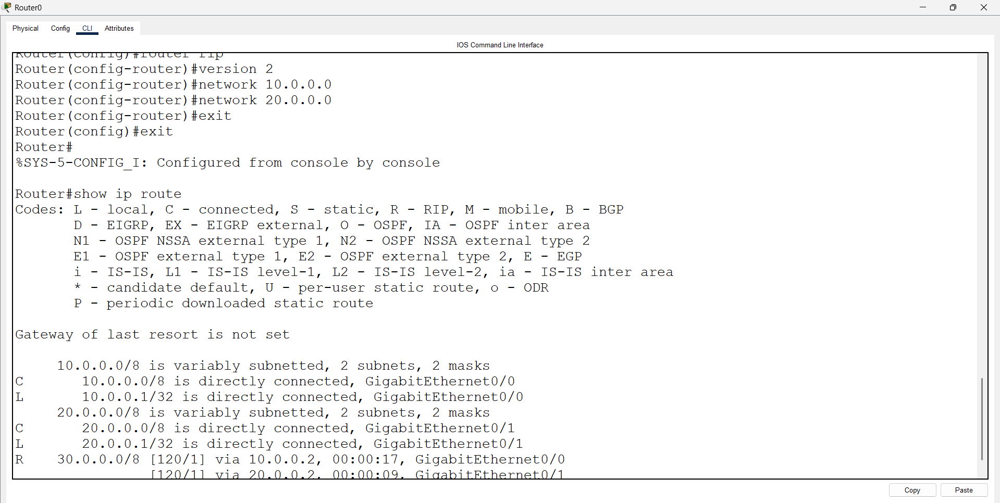 Router0
Physical Config CLI Attributes
IOS Command Line Interface
Router(config)#router rip
Router(config-router)#version 2
Router(config-router)#network 10.0.0.0
Router(config-router)#network 20.0.0.0
Router(config-router)#exit
Router(config)#exit
Router#
%SYS-5-CONFIG_I: Configured from console by console
Router#show ip route
Codes: L - local, C - connected, S - static, R - RIP, M - mobile, B - BGP
D - EIGRP, EX - EIGRP external, O - OSPF, IA - OSPF inter area
N1 - OSPF NSSA external type 1, N2 - OSPF NSSA external type 2
E1 - OSPF external type 1, E2 - OSPF external type 2, E - EGP
i - IS-IS, L1 - IS-IS level-1, L2 - IS-IS level-2, ia - IS-IS inter area
* - candidate default, U - per-user static route, o - ODR
P - periodic downloaded static route
Gateway of last resort is not set
10.0.0.0/8 is variably subnetted, 2 subnets, 2 masks
C 10.0.0.0/8 is directly connected, GigabitEthernet0/0
L 10.0.0.1/32 is directly connected, GigabitEthernet0/0
20.0.0.0/8 is variably subnetted, 2 subnets, 2 masks
C 20.0.0.0/8 is directly connected, GigabitEthernet0/1
L 20.0.0.1/32 is directly connected, GigabitEthernet0/1
R 30.0.0.0/8 [120/1] via 10.0.0.2, 00:00:17, GigabitEthernet0/0
[120/1] via 20.0.0.2, 00:00:09, GigabitEthernet0/1
Copy Paste